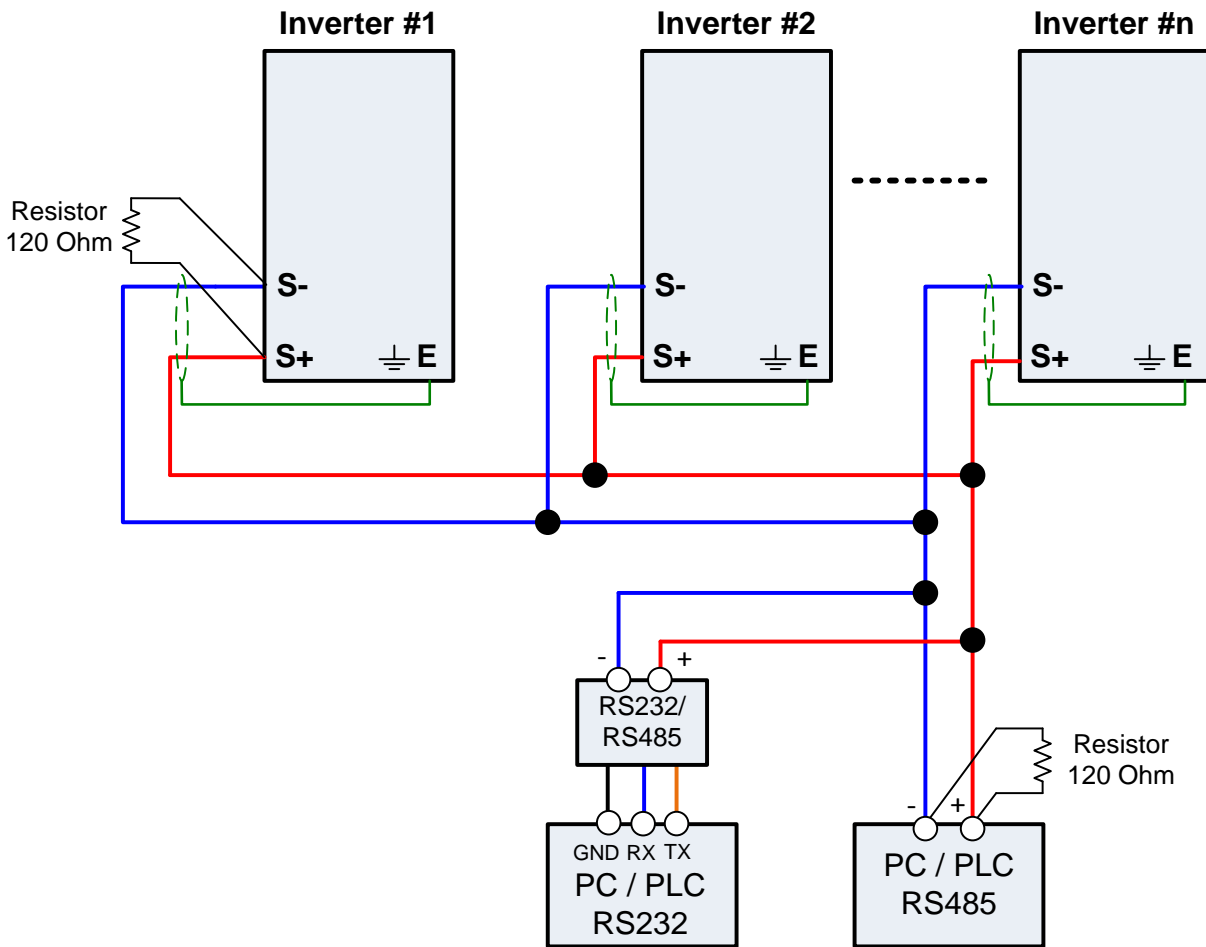 Inverter #1
Inverter #2
Inverter #n
Resistor
120 Ohm
S-
S+
E
S-
S+
E
S-
S+
E
- +
RS232/
RS485
GND RX TX
PC / PLC
RS232
- +
PC / PLC
RS485
Resistor
120 Ohm